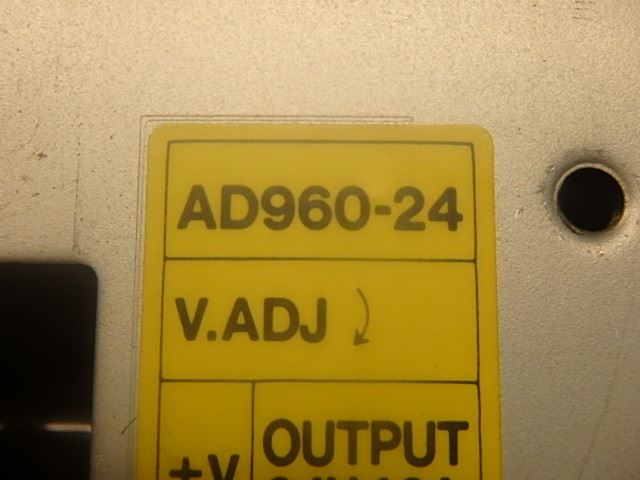 AD960-24
V.ADJ
+V
OUTPUT